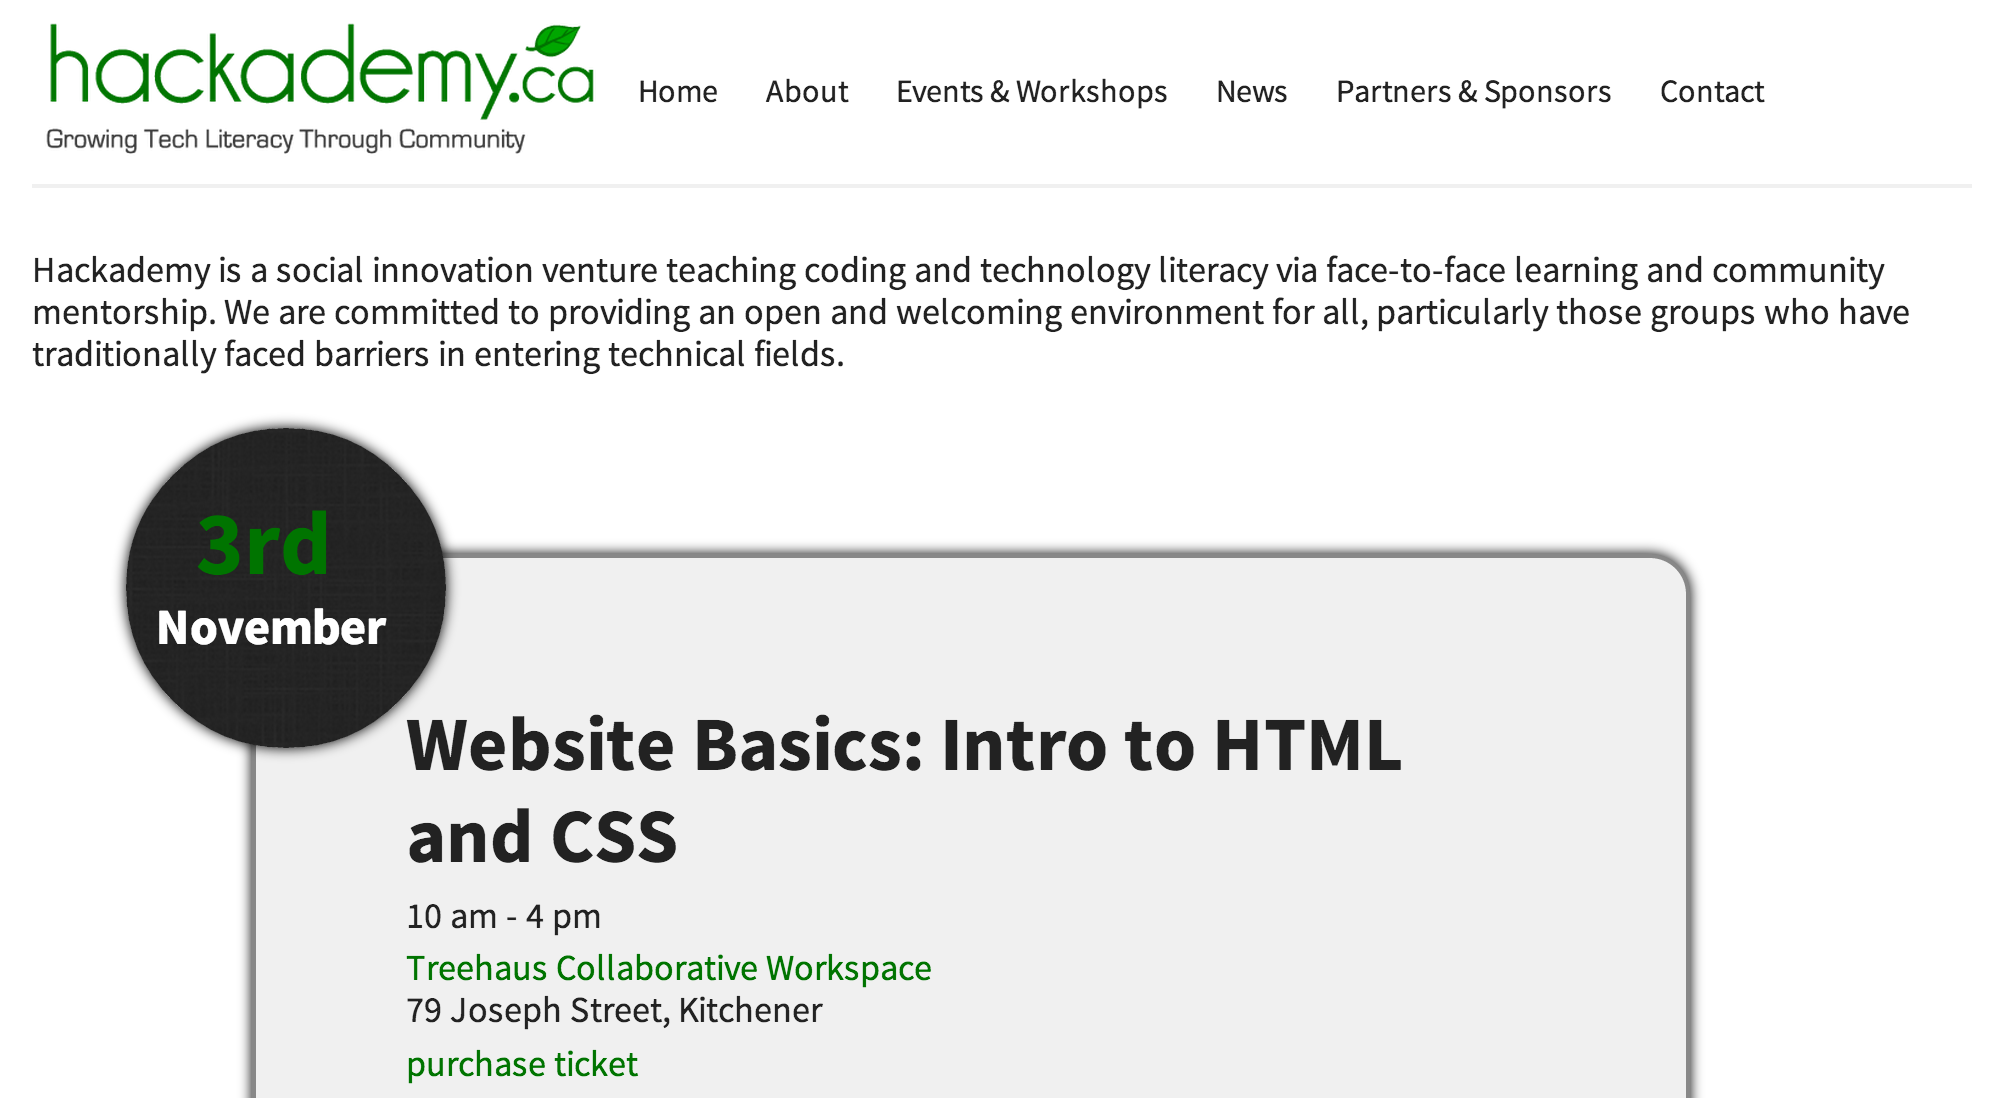 hackademy.ca
Growing Tech Literacy Through Community
Home About Events & Workshops News Partners & Sponsors Contact
Hackademy is a social innovation venture teaching coding and technology literacy via face-to-face learning and community
mentorship. We are committed to providing an open and welcoming environment for all, particularly those groups who have
traditionally faced barriers in entering technical fields.
3rd
November
Website Basics: Intro to HTML
and CSS
10 am - 4 pm
Treehaus Collaborative Workspace
79 Joseph Street, Kitchener
purchase ticket